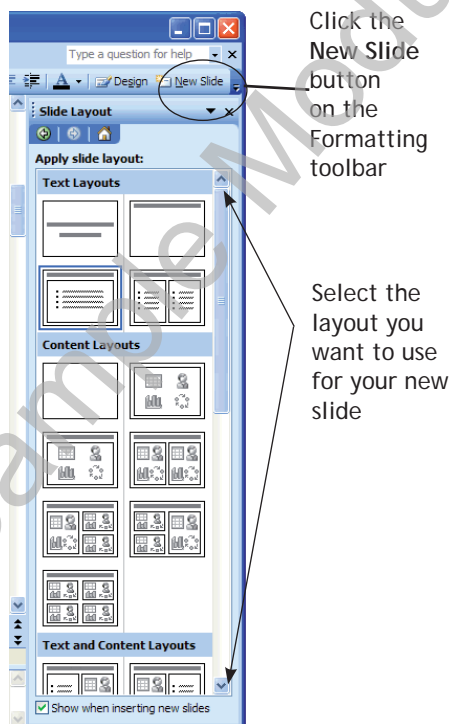 Type a question for help
A
Design
New Slide
Slide Layout
Apply slide layout:
Text Layouts
Content Layouts
Text and Content Layouts
Show when inserting new slides
Click the
New Slide
button
on the
Formatting
toolbar
Select the
layout you
want to use
for your new
slide